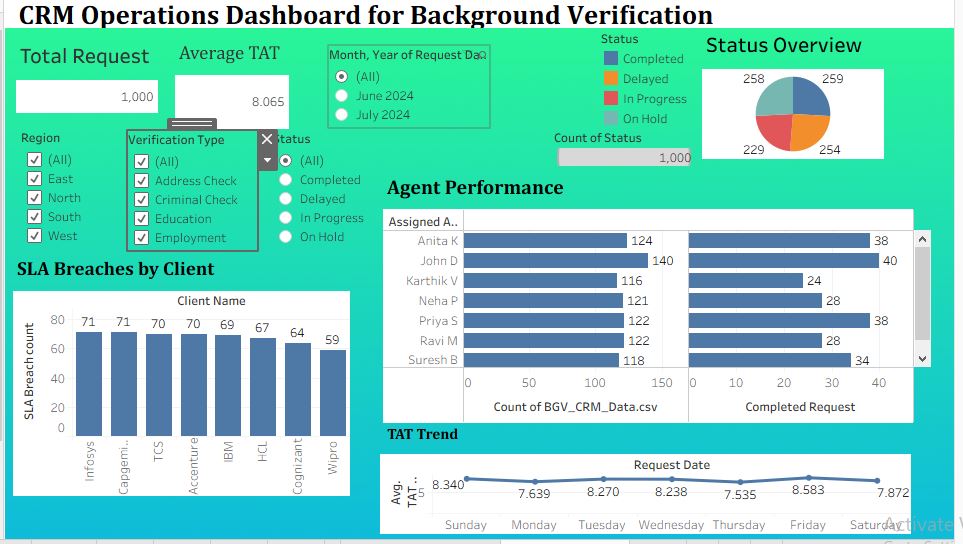 CRM Operations Dashboard for Background Verification
Total Request
1,000
Average TAT
8.065
Month, Year of Request Da..
(All)
June 2024
July 2024
Status
Completed
Delayed
In Progress
On Hold
Count of Status
1,000
Status Overview
258
259
229
254
Region
(All)
East
North
South
West
Verification Type
(All)
Address Check
Criminal Check
Education
Employment
Status
(All)
Completed
Delayed
In Progress
On Hold
Agent Performance
Assigned A..
Anita K 124 38
John D 140 40
Karthik V 116 24
Neha P 121 28
Priya S 122 38
Ravi M 122 28
Suresh B 118 34
0 50 100 150 0 10 20 30 40
Count of BGV_CRM_Data.csv Completed Request
SLA Breaches by Client
Client Name
SLA Breach count
80
60
40
20
0
71 71 70 70 69 67 64 59
Infosys
Capgemi..
TCS
Accenture
IBM
HCL
Cognizant
Wipro
TAT Trend
Request Date
Avg.
TAT ..
5
8.340 7.639 8.270 8.238 7.535 8.583 7.872
Sunday Monday Tuesday Wednesday Thursday Friday Saturday
Activate